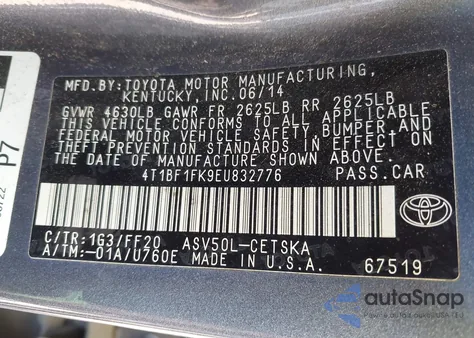 MFD.BY:TOYOTA MOTOR MANUFACTURING,
KENTUCKY,INC.06/14
GVWR 4630LB GAWR FR 2625LB RR 2625LB
THIS VEHICLE CONFORMS TO ALL APPLICABLE
FEDERAL MOTOR VEHICLE SAFETY,BUMPER,AND
THEFT PREVENTION STANDARDS IN EFFECT ON
THE DATE OF MANUFACTURE SHOWN ABOVE.
4T1BF1FK9EU832776 PASS.CAR
C/TR:1G3/FF20 ASV50L-CETSKA
A/TM:-01A/U760E MADE IN U.S.A.
TOYOTA
67519
P7
autoSnap